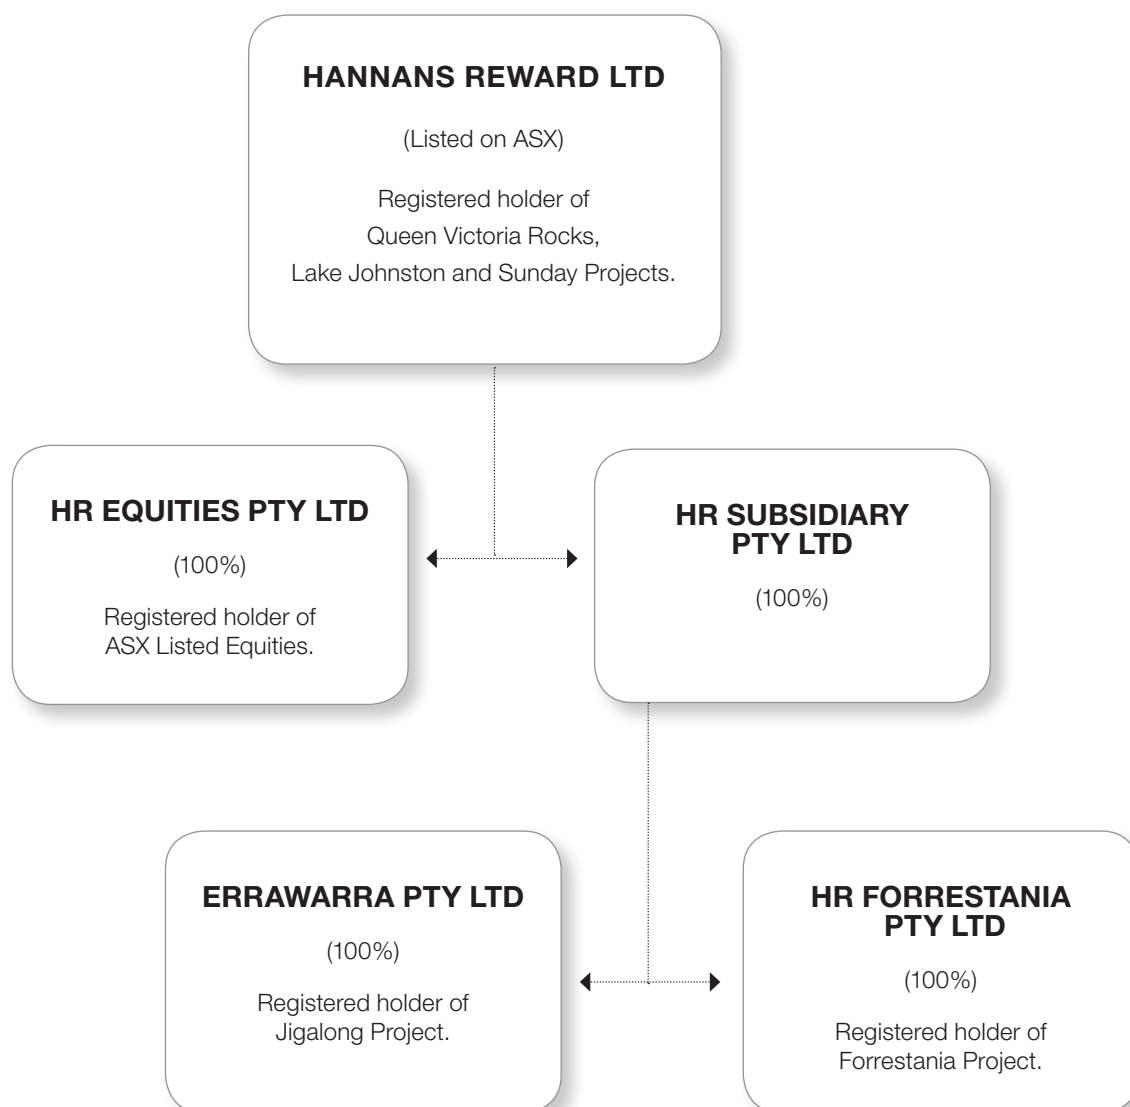 HANNANS REWARD LTD
(Listed on ASX)
Registered holder of
Queen Victoria Rocks,
Lake Johnston and Sunday Projects.
HR EQUITIES PTY LTD
(100%)
Registered holder of
ASX Listed Equities.
HR SUBSIDIARY
PTY LTD
(100%)
ERRAWARRA PTY LTD
(100%)
Registered holder of
Jigalong Project.
HR FORRESTANIA
PTY LTD
(100%)
Registered holder of
Forrestania Project.